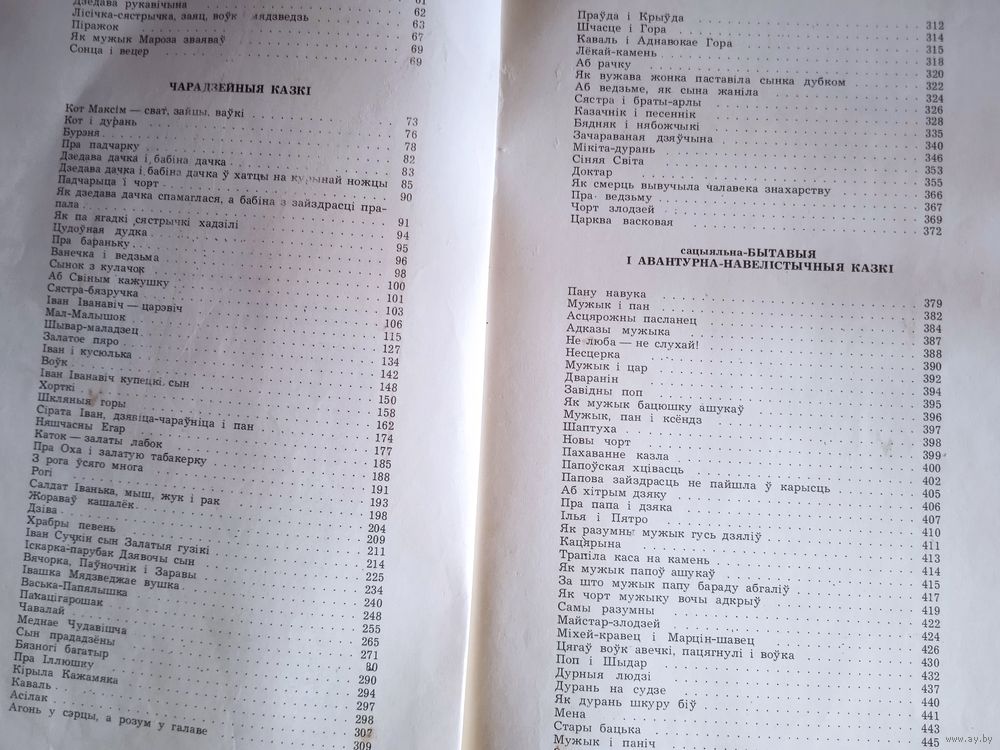 Дзедава рукавічына 61
Лісічка-сястрычка, заяц, воўк і мядзведзь 62
Піражок 63
Як мужык Мароза зваяваў 67
Сонца і вецер 69
69
ЧАРАДЗЕЙНЫЯ КАЗКІ
Кот Максім — сват, зайцы, ваўкі
Кот і дурань 73
Бурэня 76
Пра падчарку 78
Дзедава дачка і бабіна дачка 82
Дзедава дачка і бабіна дачка ў хатцы на курынай ножцы 83
Падчарыца і чорт 85
Як дзедава дачка спамаглася, а бабіна з зайздрасці пра- 90
пала
Як па ягадкі сястрычкі хадзілі 91
Цудоўная дудка 94
Пра бараньку 95
Ванечка і ведзьма 96
Сынок з кулачок 98
Аб Свіным кажушку 100
Сястра-бязручка 101
Іван Іванавіч — царэвіч 103
Мал-Малышок 106
Шывар-маладзец 115
Залатое пяро 127
Іван і кусюлька 134
Воўк 142
Іван Іванавіч купецкі сын 148
Хорткі 150
Шкляныя горы 158
Сірата Іван, дзявіца-чараўніца і пан 162
Няшчасны Егар 174
Каток — залаты лабок 177
Пра Оха і залатую табакерку 185
З рога ўсяго многа 188
Рогі 191
Салдат Іванька, мыш, жук і рак 193
Жораваў кашалёк 198
Дзіва 204
Храбры певень 209
Іван Сучкін сын Залатыя гузікі 211
Іскарка-парубак Дзявочы сын 214
Вячорка, Паўночнік і Заравы 225
Івашка Мядзведжае вушка 234
Васька-Папялышка 240
Пакацігарошак 248
Чавалай 255
Меднае Чудавішча 265
Сын прададзёны 271
Бязногі багатыр 80
Пра Іллюшку 290
Кірыла Кажамяка 294
Каваль 297
Асілак 298
Агонь у сэрцы, а розум у галаве 307
309
Праўда і Крыўда 312
Шчасце і Гора 314
Каваль і Аднавокае Гора 315
Лёкай-камень 318
Аб рачку 320
Як вужава жонка паставіла сынка дубком 322
Аб ведзьме, як сына жаніла 324
Сястра і браты-арлы 326
Казачнік і песеннік 328
Бядняк і нябожчыкі 335
Зачараваная дзяўчына 340
Мікіта-дурань 346
Сіняя Світа 353
Доктар 355
Як смерць вывучыла чалавека знахарству 366
Пра ведзьму 367
Чорт злодзей 369
Царква васковая 372
сацыяльна-БЫТАВЫЯ
І АВАНТУРНА-НАВЕЛІСТЫЧНЫЯ КАЗКІ
Пану навука 379
Мужык і пан 382
Асцярожны пасланец 384
Адказы мужыка 387
Не люба — не слухай! 388
Несцерка 390
Мужык і цар 392
Дваранін 394
Завідны поп 395
Як мужык бацюшку ашукаў 396
Мужык, пан і ксёндз 397
Шаптуха 398
Новы чорт 399
Пахаванне казла 400
Папоўская хцівасць 402
Папова зайздрасць не пайшла ў карысць 405
Аб хітрым дзяку 406
Пра папа і дзяка 407
Ілья і Пятро 410
Як разумны мужык гусь дзяліў 411
Кацярына 413
Трапіла каса на камень 414
Як мужык папоў ашукаў 415
За што мужык папу бараду абгаліў 417
Як чорт мужыку вочы адкрыў 419
Самы разумны 422
Майстар-злодзей 424
Міхей-кравец і Марцін-шавец 426
Цягаў воўк авечкі, пацягнулі і воўка 430
Поп і Шыдар 432
Дурныя людзі 437
Дурань на судзе 440
Як дурань шкуру біў 441
Мена 443
Стары бацька 445
Мужык і паніч
www.ay.by